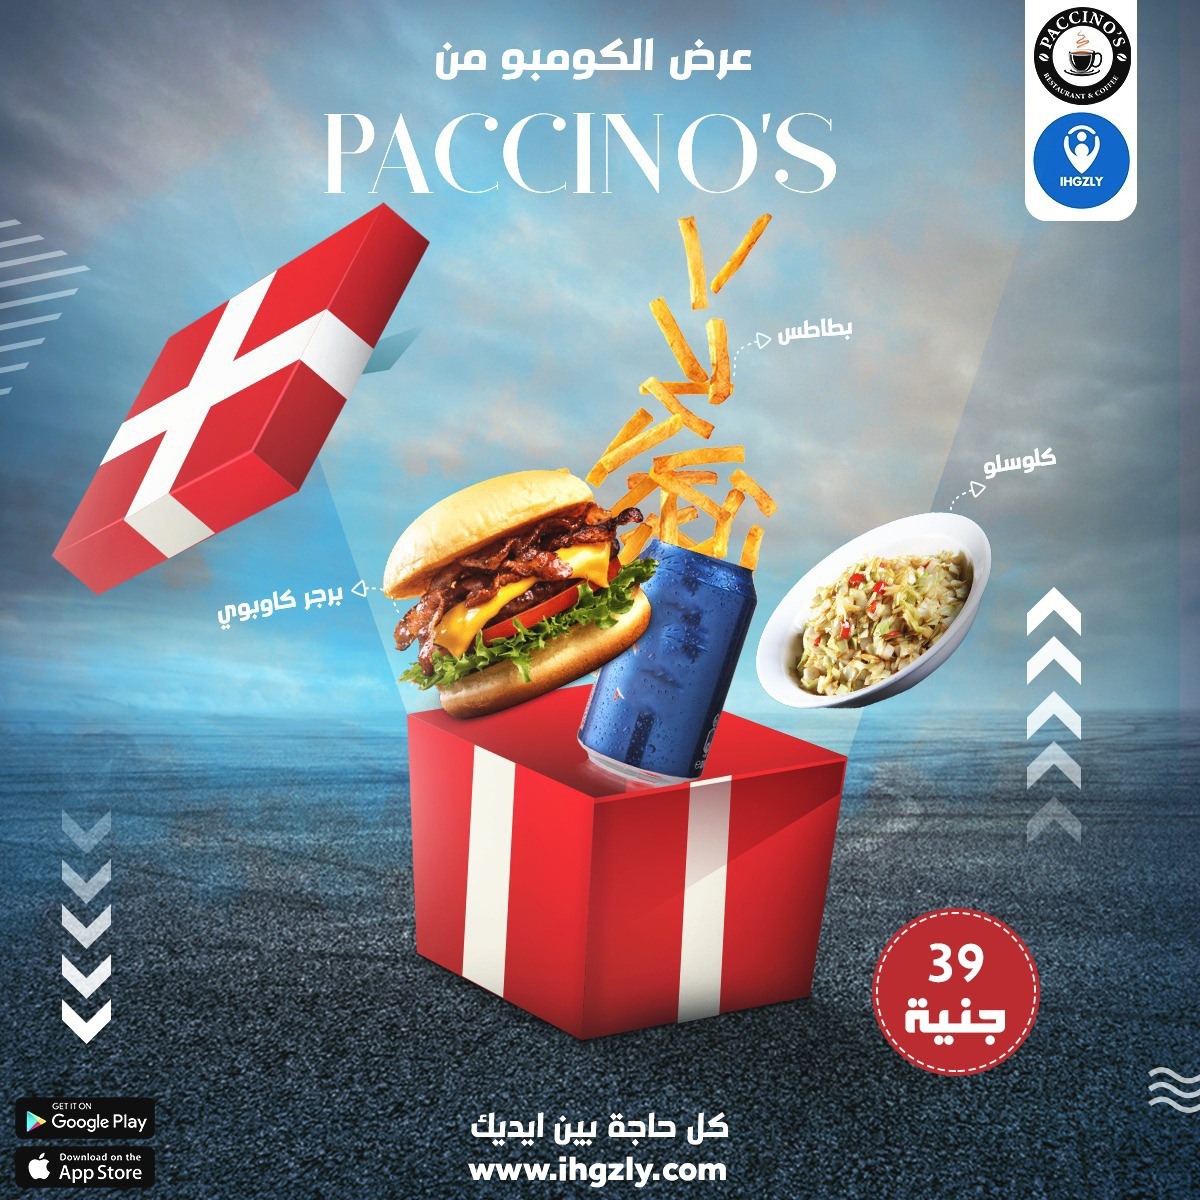 عرض الكومبو من
PACCINO'S
PACCINO'S
RESTAURANT & COFFEE
IHGZLY
بطاطس
كلوسلو
برجر كاوبوي
39
جنية
GET IT ON
Google Play
Download on the
App Store
كل حاجة بين ايديك
www.ihgzly.com